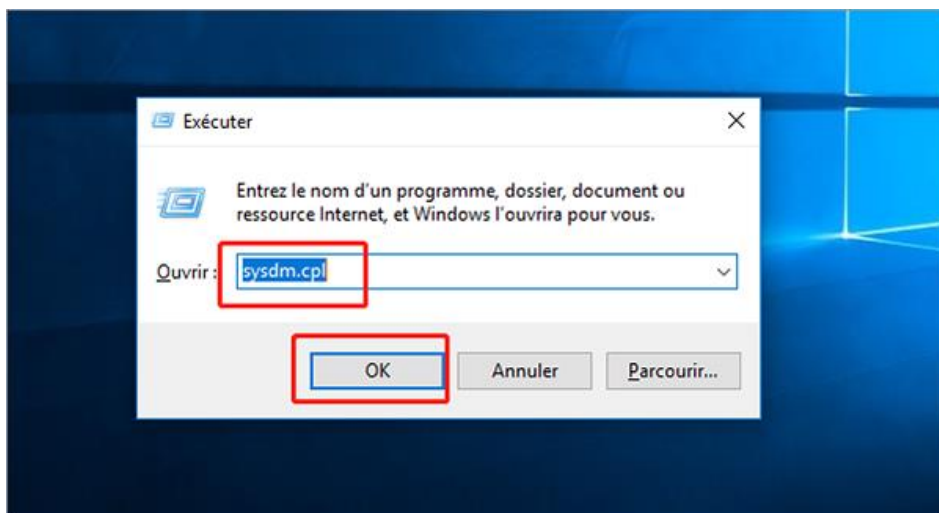 Exécuter
Entrez le nom d'un programme, dossier, document ou
ressource Internet, et Windows l'ouvrira pour vous.
Ouvrir : sysdm.cpl
OK Annuler Parcourir...